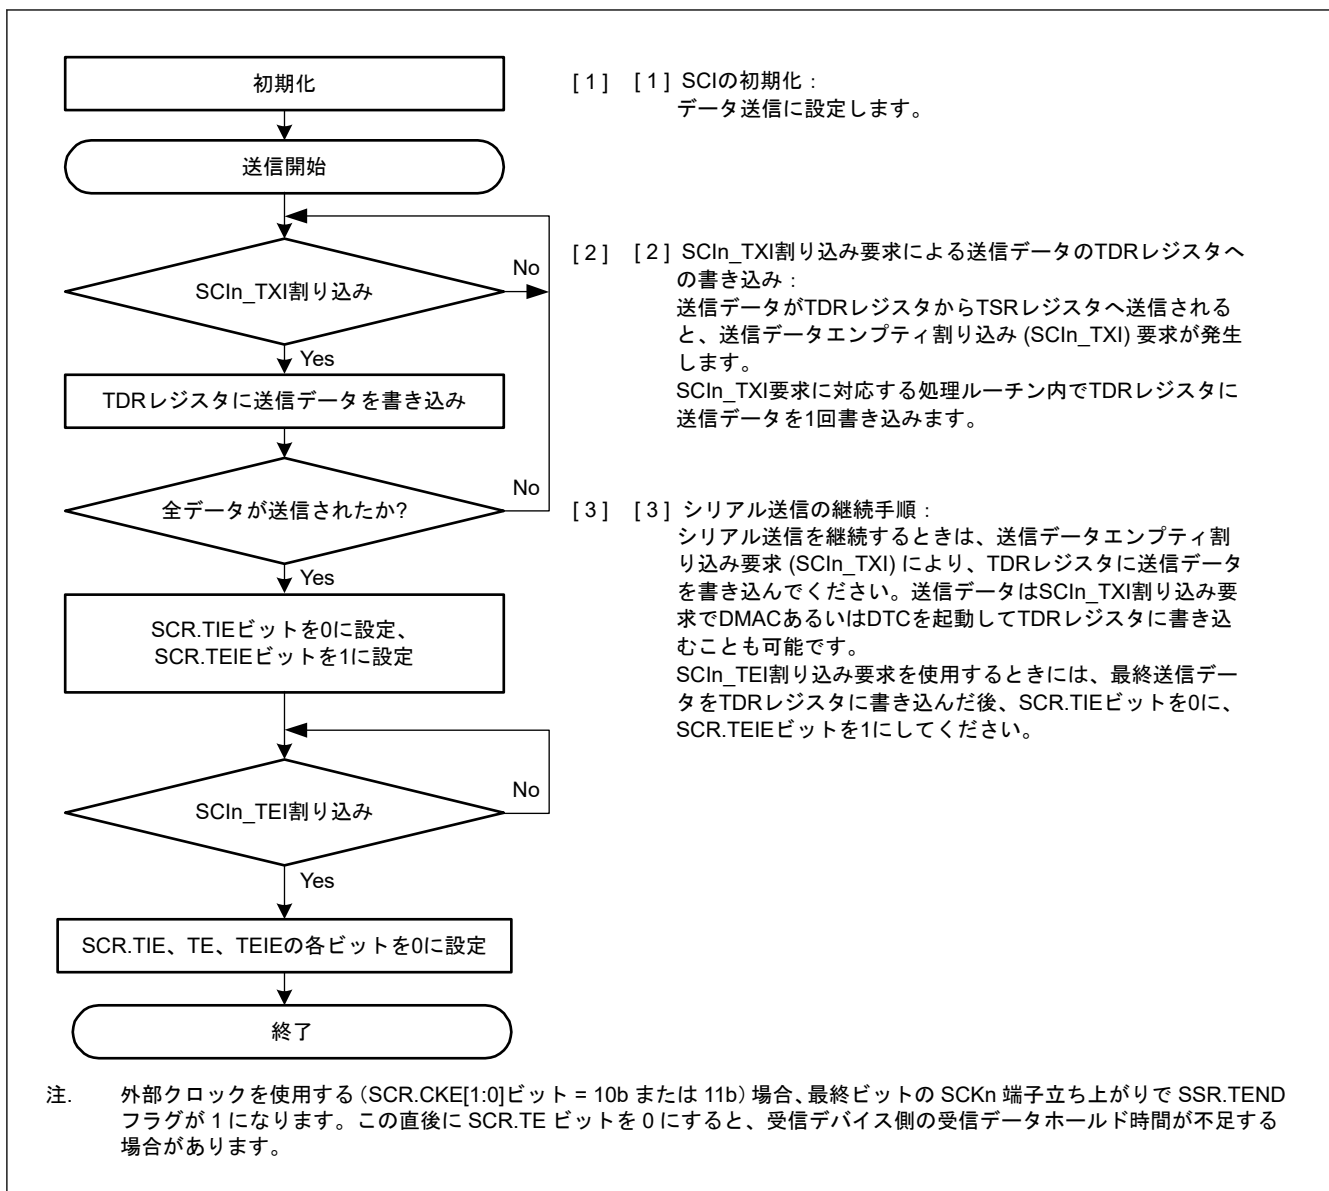 初期化
[ 1 ] [ 1 ] SCIの初期化：
データ送信に設定します。
送信開始
SCIn_TXI割り込み
No
Yes
[ 2 ] [ 2 ] SCIn_TXI割り込み要求による送信データのTDRレジスタへ
の書き込み：
送信データがTDRレジスタからTSRレジスタへ送信される
と、送信データエンプティ割り込み (SCIn_TXI) 要求が発生
します。
SCIn_TXI要求に対応する処理ルーチン内でTDRレジスタに
送信データを1回書き込みます。
TDRレジスタに送信データを書き込み
全データが送信されたか?
No
Yes
[ 3 ] [ 3 ] シリアル送信の継続手順：
シリアル送信を継続するときは、送信データエンプティ割
り込み要求 (SCIn_TXI) により、TDRレジスタに送信データ
を書き込んでください。送信データはSCIn_TXI割り込み要
求でDMACあるいはDTCを起動してTDRレジスタに書き込
むことも可能です。
SCIn_TEI割り込み要求を使用するときには、最終送信デー
タをTDRレジスタに書き込んだ後、SCR.TIEビットを0に、
SCR.TEIEビットを1にしてください。
SCR.TIEビットを0に設定、
SCR.TEIEビットを1に設定
SCIn_TEI割り込み
No
Yes
SCR.TIE、TE、TEIEの各ビットを0に設定
終了
注. 外部クロックを使用する（SCR.CKE[1:0]ビット = 10b または 11b）場合、最終ビットの SCKn 端子立ち上がりで SSR.TEND
フラグが 1 になります。この直後に SCR.TE ビットを 0 にすると、受信デバイス側の受信データホールド時間が不足する
場合があります。